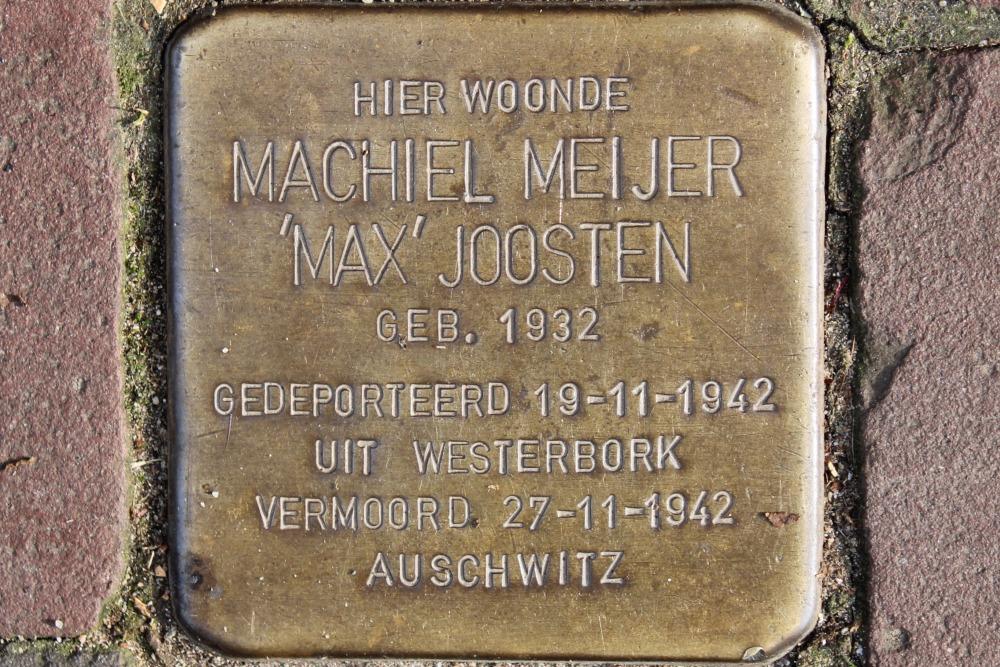 HIER WOONDE
MACHIEL MEIJER
'MAX' JOOSTEN
GEB. 1932
GEDEPORTEERD 19-11-1942
UIT WESTERBORK
VERMOORD 27-11-1942
AUSCHWITZ